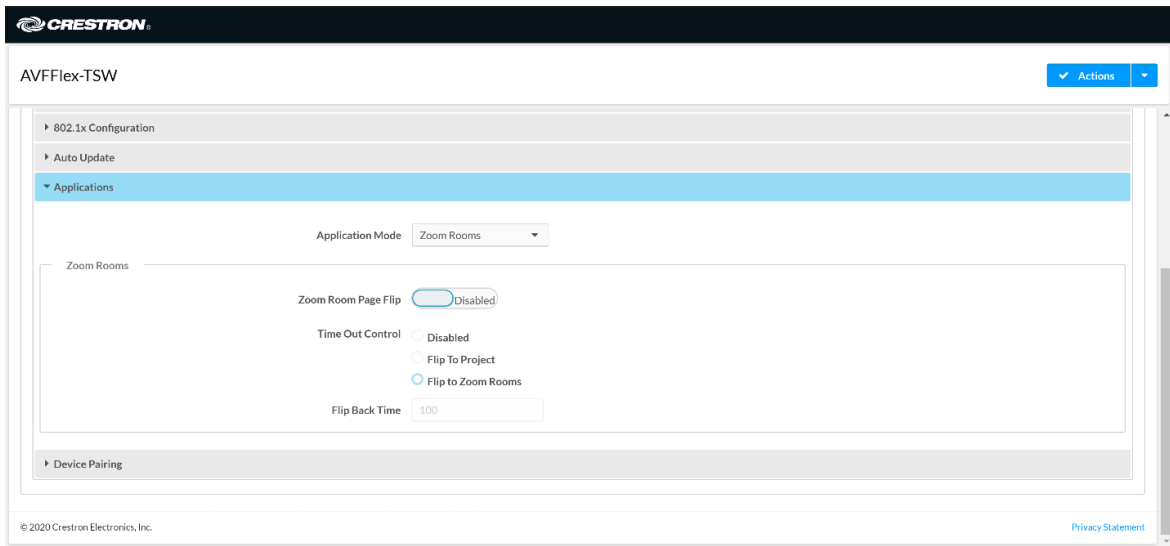 CRESTRON®
AVFFlex-TSW
Actions
802.1x Configuration
Auto Update
Applications
Application Mode Zoom Rooms
Zoom Rooms
Zoom Room Page Flip Disabled
Time Out Control Disabled
Flip To Project
Flip to Zoom Rooms
Flip Back Time 100
Device Pairing
© 2020 Crestron Electronics, Inc. Privacy Statement